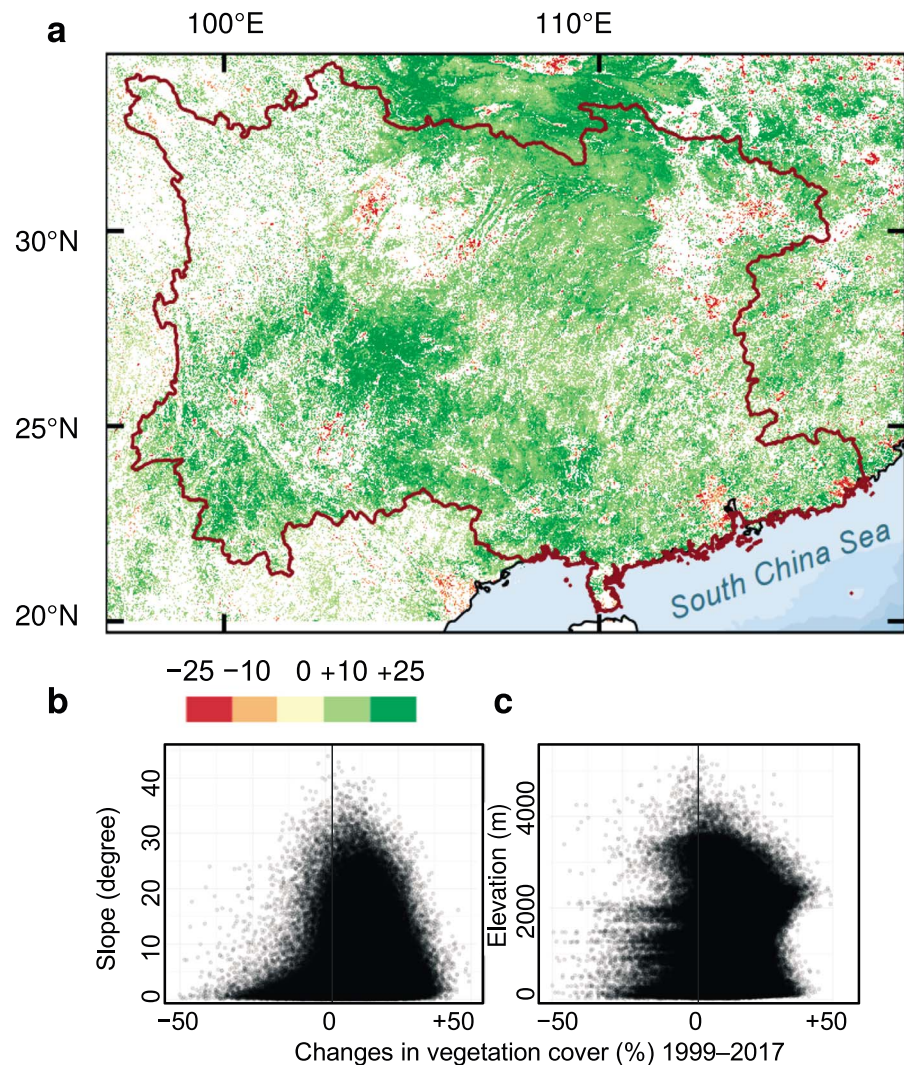 a
100°E 110°E
30°N
25°N
20°N
South China Sea
−25 −10 0 +10 +25
b
c
Slope (degree)
40
30
20
10
0
−50 0 +50
Elevation (m)
4000
2000
0
−50 0 +50
Changes in vegetation cover (%) 1999–2017